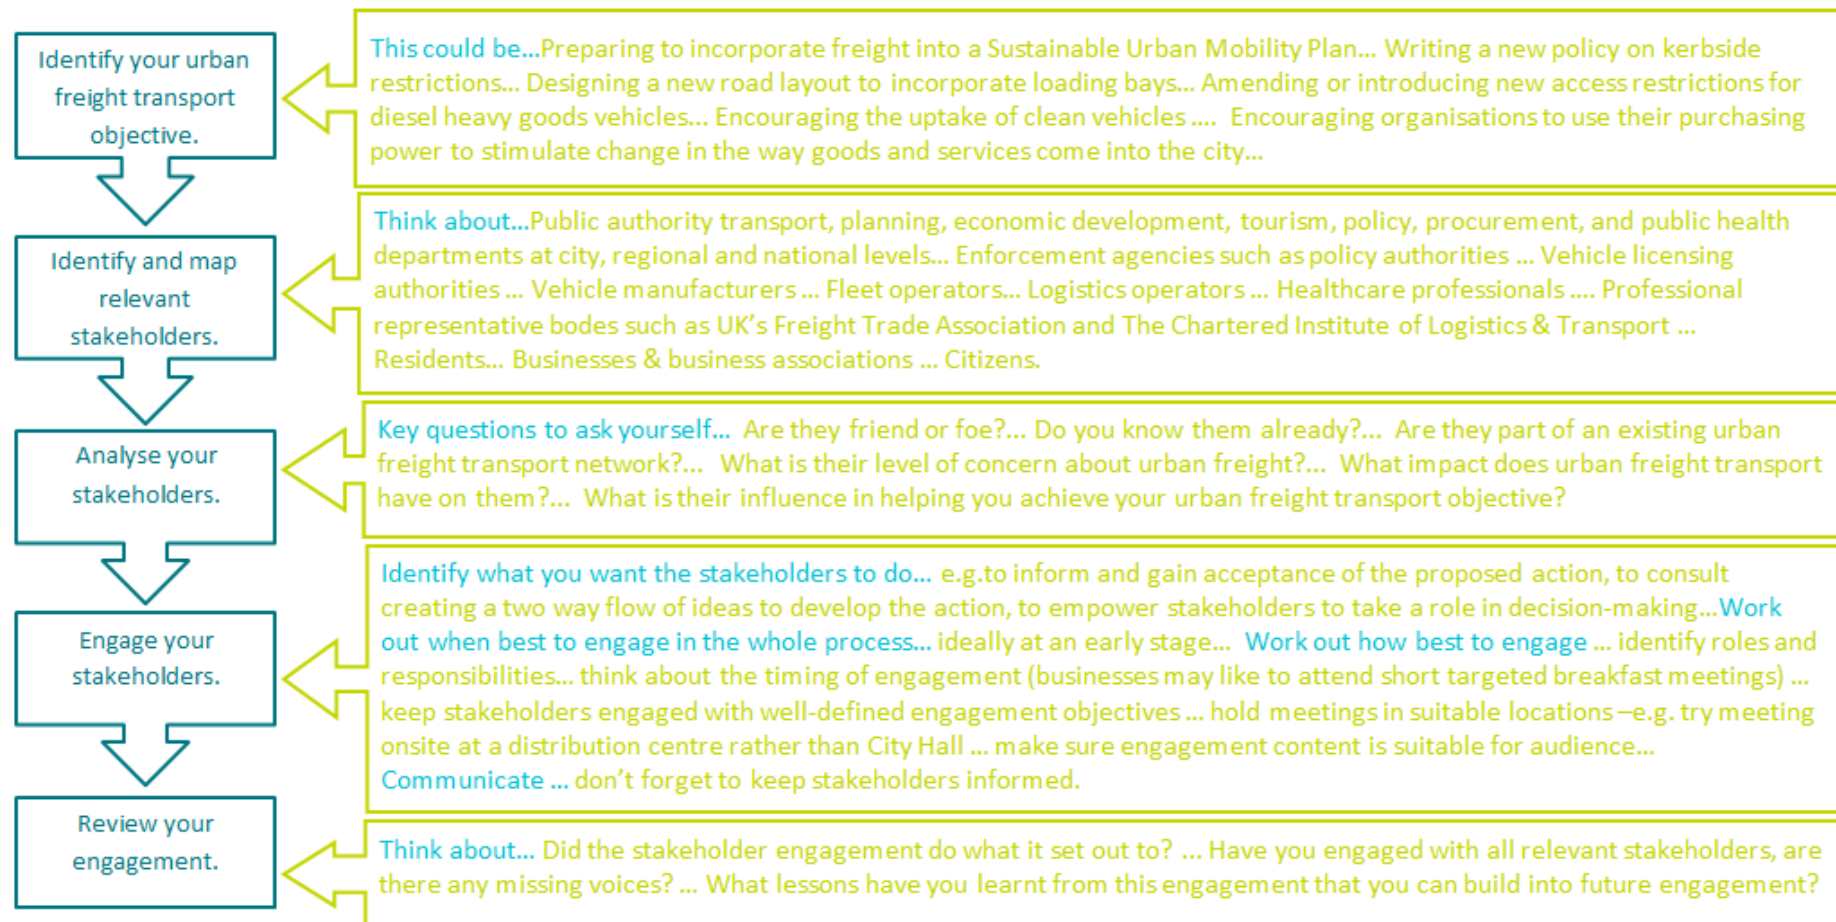 Identify your urban
freight transport
objective.
This could be...Preparing to incorporate freight into a Sustainable Urban Mobility Plan... Writing a new policy on kerbside
restrictions... Designing a new road layout to incorporate loading bays... Amending or introducing new access restrictions for
diesel heavy goods vehicles... Encouraging the uptake of clean vehicles .... Encouraging organisations to use their purchasing
power to stimulate change in the way goods and services come into the city...
Identify and map
relevant
stakeholders.
Think about...Public authority transport, planning, economic development, tourism, policy, procurement, and public health
departments at city, regional and national levels... Enforcement agencies such as policy authorities ... Vehicle licensing
authorities ... Vehicle manufacturers ... Fleet operators... Logistics operators ... Healthcare professionals .... Professional
representative bodes such as UK's Freight Trade Association and The Chartered Institute of Logistics & Transport ...
Residents... Businesses & business associations ... Citizens.
Analyse your
stakeholders.
Key questions to ask yourself... Are they friend or foe?... Do you know them already?... Are they part of an existing urban
freight transport network?... What is their level of concern about urban freight?... What impact does urban freight transport
have on them?... What is their influence in helping you achieve your urban freight transport objective?
Engage your
stakeholders.
Identify what you want the stakeholders to do... e.g.to inform and gain acceptance of the proposed action, to consult
creating a two way flow of ideas to develop the action, to empower stakeholders to take a role in decision-making...Work
out when best to engage in the whole process... ideally at an early stage... Work out how best to engage ... identify roles and
responsibilities... think about the timing of engagement (businesses may like to attend short targeted breakfast meetings) ...
keep stakeholders engaged with well-defined engagement objectives ... hold meetings in suitable locations –e.g. try meeting
onsite at a distribution centre rather than City Hall ... make sure engagement content is suitable for audience...
Communicate ... don't forget to keep stakeholders informed.
Review your
engagement.
Think about... Did the stakeholder engagement do what it set out to? ... Have you engaged with all relevant stakeholders, are
there any missing voices? ... What lessons have you learnt from this engagement that you can build into future engagement?